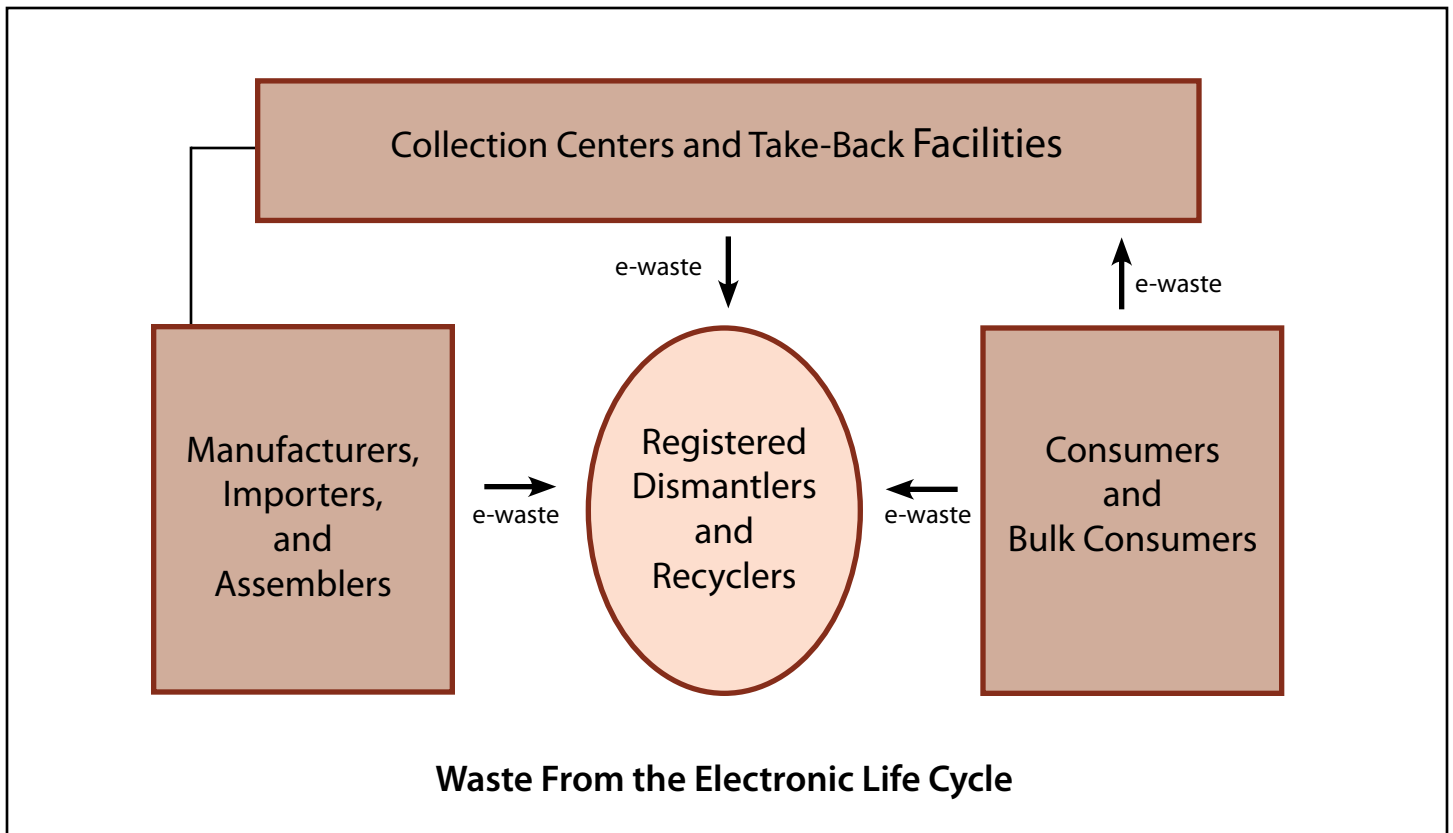 Collection Centers and Take-Back Facilities
e-waste
e-waste
Manufacturers,
Importers,
and
Assemblers
e-waste
Registered
Dismantlers
and
Recyclers
e-waste
Consumers
and
Bulk Consumers
Waste From the Electronic Life Cycle